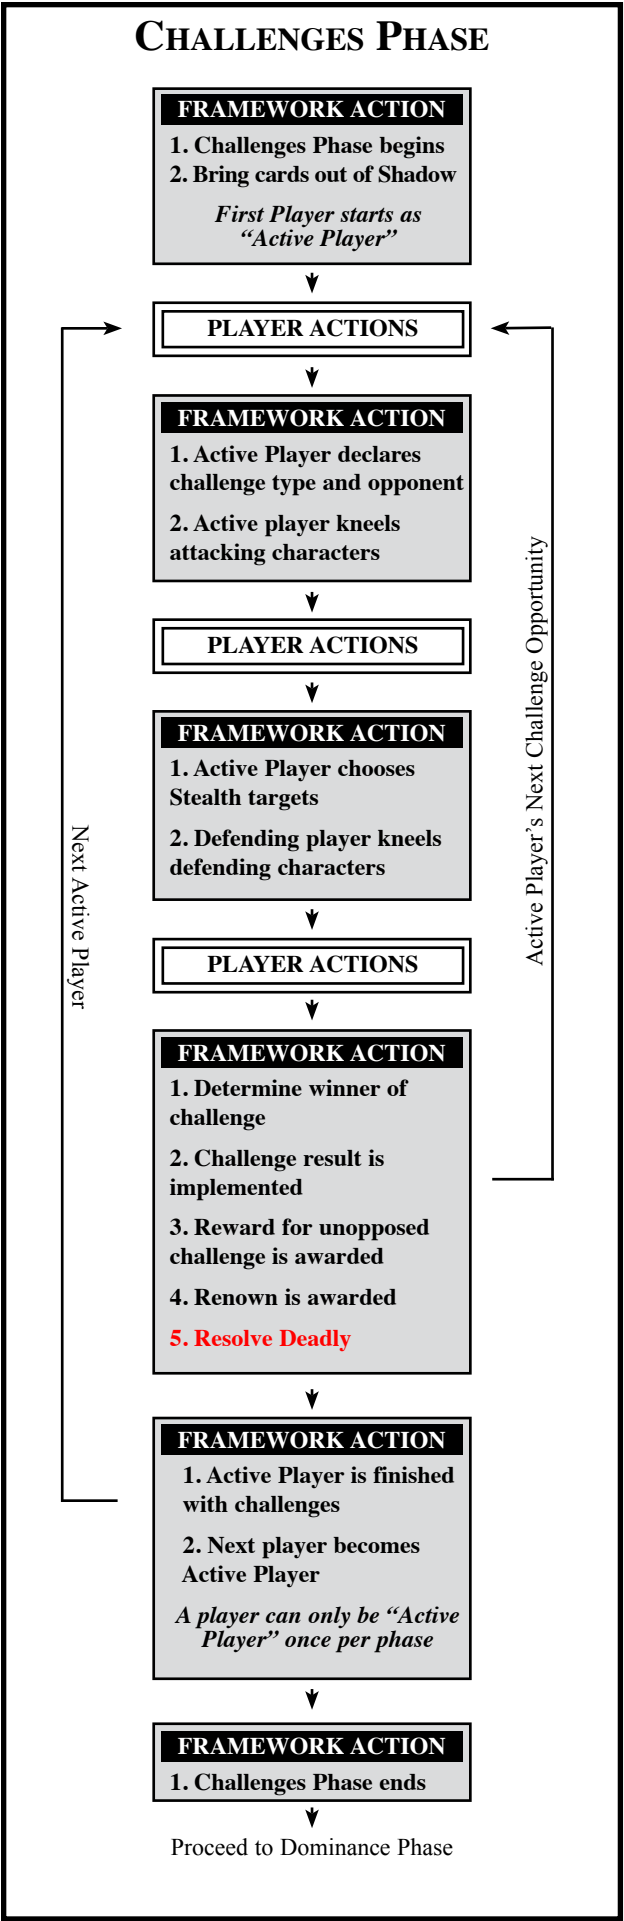 CHALLENGES PHASE
FRAMEWORK ACTION
1. Challenges Phase begins
2. Bring cards out of Shadow
First Player starts as
“Active Player”
PLAYER ACTIONS
FRAMEWORK ACTION
1. Active Player declares
challenge type and opponent
2. Active player kneels
attacking characters
PLAYER ACTIONS
FRAMEWORK ACTION
1. Active Player chooses
Stealth targets
2. Defending player kneels
defending characters
PLAYER ACTIONS
FRAMEWORK ACTION
1. Determine winner of
challenge
2. Challenge result is
implemented
3. Reward for unopposed
challenge is awarded
4. Renown is awarded
5. Resolve Deadly
Active Player’s Next Challenge Opportunity
Next Active Player
FRAMEWORK ACTION
1. Active Player is finished
with challenges
2. Next player becomes
Active Player
A player can only be “Active
Player” once per phase
FRAMEWORK ACTION
1. Challenges Phase ends
Proceed to Dominance Phase